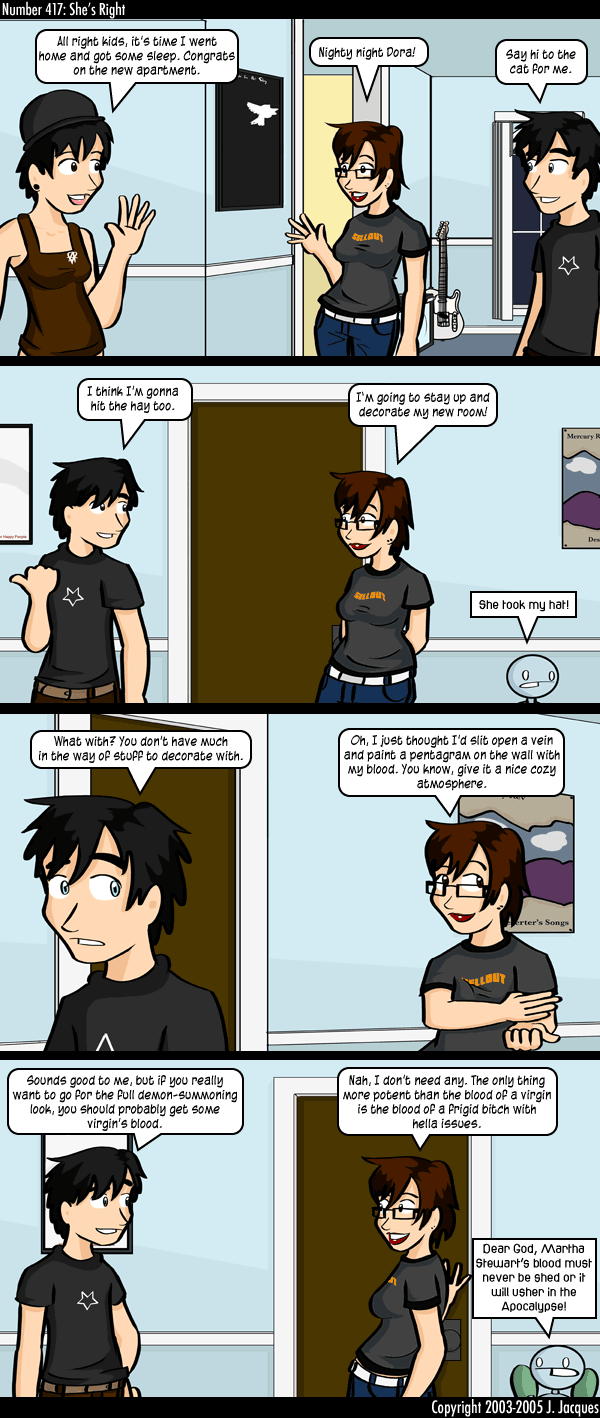 Number 417: She's Right
All right kids, it's time I went
home and got some sleep. Congrats
on the new apartment.
Nighty night Dora!
Say hi to the
cat for me.
SELLOUT
I think I'm gonna
hit the hay too.
I'm going to stay up and
decorate my new room!
Mercury R
Des
Happy People
SELLOUT
She took my hat!
What with? You don't have much
in the way of stuff to decorate with.
Oh, I just thought I'd slit open a vein
and paint a pentagram on the wall with
my blood. You know, give it a nice cozy
atmosphere.
erter's Songs
SELLOUT
Sounds good to me, but if you really
want to go for the full demon-summoning
look, you should probably get some
virgin's blood.
Nah, I don't need any. The only thing
more potent than the blood of a virgin
is the blood of a frigid bitch with
hella issues.
Dear God, Martha
Stewart's blood must
never be shed or it
will usher in the
Apocalypse!
Copyright 2003-2005 J. Jacques